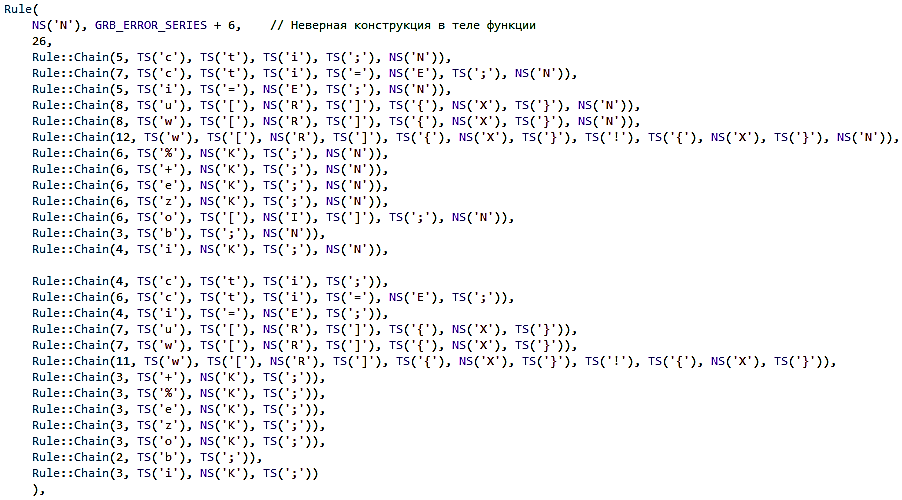 Rule(
NS('N'), GRB_ERROR_SERIES + 6,    // Неверная конструкция в теле функции
26,
Rule::Chain(5, TS('c'), TS('t'), TS('i'), TS(';'), NS('N')),
Rule::Chain(7, TS('c'), TS('t'), TS('i'), TS('='), NS('E'), TS(';'), NS('N')),
Rule::Chain(5, TS('i'), TS('='), NS('E'), TS(';'), NS('N')),
Rule::Chain(8, TS('u'), TS('['), NS('R'), TS(']'), TS('{'), NS('X'), TS('}'), NS('N')),
Rule::Chain(8, TS('w'), TS('['), NS('R'), TS(']'), TS('{'), NS('X'), TS('}'), NS('N')),
Rule::Chain(12, TS('w'), TS('['), NS('R'), TS(']'), TS('{'), NS('X'), TS('}'), TS('!'), TS('{'), NS('X'), TS('}'), NS('N')),
Rule::Chain(6, TS('%'), NS('K'), TS(';'), NS('N')),
Rule::Chain(6, TS('+'), NS('K'), TS(';'), NS('N')),
Rule::Chain(6, TS('e'), NS('K'), TS(';'), NS('N')),
Rule::Chain(6, TS('z'), NS('K'), TS(';'), NS('N')),
Rule::Chain(6, TS('o'), TS('['), NS('I'), TS(']'), TS(';'), NS('N')),
Rule::Chain(3, TS('b'), TS(';'), NS('N')),
Rule::Chain(4, TS('i'), NS('K'), TS(';'), NS('N')),
Rule::Chain(4, TS('c'), TS('t'), TS('i'), TS(';')),
Rule::Chain(6, TS('c'), TS('t'), TS('i'), TS('='), NS('E'), TS(';')),
Rule::Chain(4, TS('i'), TS('='), NS('E'), TS(';')),
Rule::Chain(7, TS('u'), TS('['), NS('R'), TS(']'), TS('{'), NS('X'), TS('}')),
Rule::Chain(7, TS('w'), TS('['), NS('R'), TS(']'), TS('{'), NS('X'), TS('}')),
Rule::Chain(11, TS('w'), TS('['), NS('R'), TS(']'), TS('{'), NS('X'), TS('}'), TS('!'), TS('{'), NS('X'), TS('}')),
Rule::Chain(3, TS('+'), NS('K'), TS(';')),
Rule::Chain(3, TS('%'), NS('K'), TS(';')),
Rule::Chain(3, TS('e'), NS('K'), TS(';')),
Rule::Chain(3, TS('z'), NS('K'), TS(';')),
Rule::Chain(3, TS('o'), NS('K'), TS(';')),
Rule::Chain(2, TS('b'), TS(';')),
Rule::Chain(3, TS('i'), NS('K'), TS(';'))
),